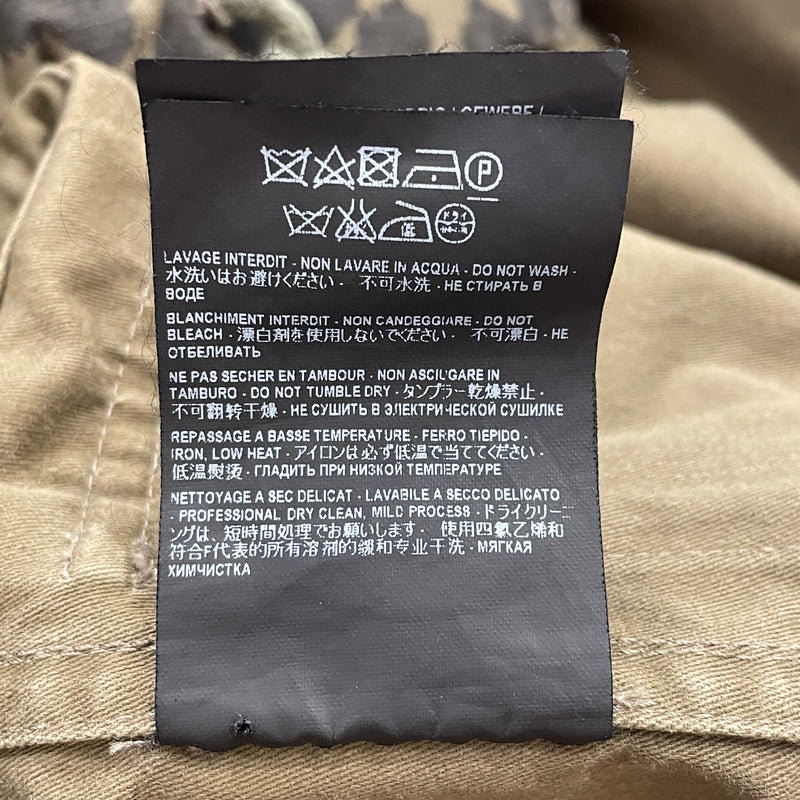 GEWEBE /
P
ドライ
低
LAVAGE INTERDIT - NON LAVARE IN ACQUA - DO NOT WASH -
水洗いはお避けください - 不可水洗 - НЕ СТИРАТЬ В
ВОДЕ
BLANCHIMENT INTERDIT - NON CANDEGGIARE - DO NOT
BLEACH - 漂白剤を使用しないでください - 不可漂白 - НЕ
ОТБЕЛИВАТЬ
NE PAS SECHER EN TAMBOUR - NON ASCIUGARE IN
TAMBURO - DO NOT TUMBLE DRY - タンブラー乾燥禁止 -
不可翻转干燥 - НЕ СУШИТЬ В ЭЛЕКТРИЧЕСКОЙ СУШИЛКЕ
REPASSAGE A BASSE TEMPERATURE - FERRO TIEPIDO -
IRON, LOW HEAT - アイロンは必ず低温で当ててください -
低温熨烫 - ГЛАДИТЬ ПРИ НИЗКОЙ ТЕМПЕРАТУРЕ
NETTOYAGE A SEC DELICAT - LAVABILE A SECCO DELICATO
- PROFESSIONAL DRY CLEAN, MILD PROCESS - ドライクリーニ
ングは、短時間処理でお願いします - 使用四氯乙烯和
符合F代表的所有溶剂的缓和专业干洗 - МЯГКАЯ
ХИМЧИСТКА